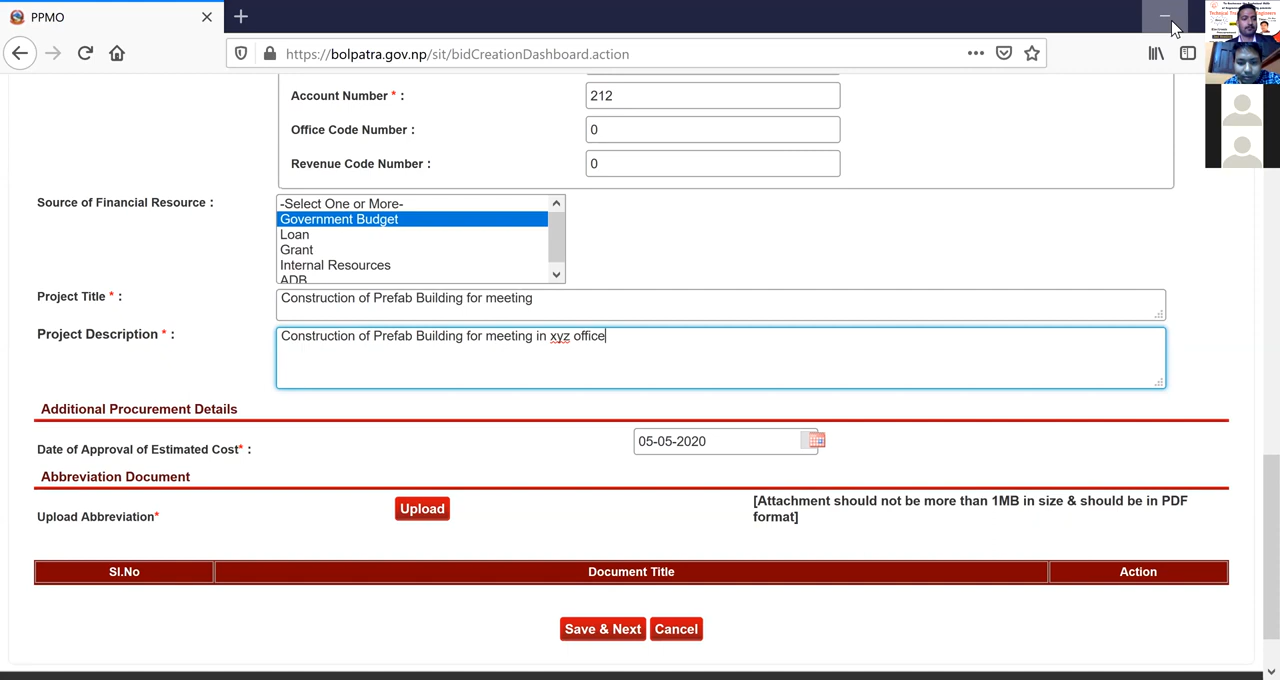 PPMO
https://bolpatra.gov.np/sit/bidCreationDashboard.action
Account Number * :
212
Office Code Number :
0
Revenue Code Number :
0
Source of Financial Resource :
-Select One or More-
Government Budget
Loan
Grant
Internal Resources
ADB
Project Title * :
Construction of Prefab Building for meeting
Project Description * :
Construction of Prefab Building for meeting in xyz office
Additional Procurement Details
Date of Approval of Estimated Cost* :
05-05-2020
Abbreviation Document
Upload Abbreviation*
Upload
[Attachment should not be more than 1MB in size & should be in PDF
format]
SI.No
Document Title
Action
Save & Next
Cancel